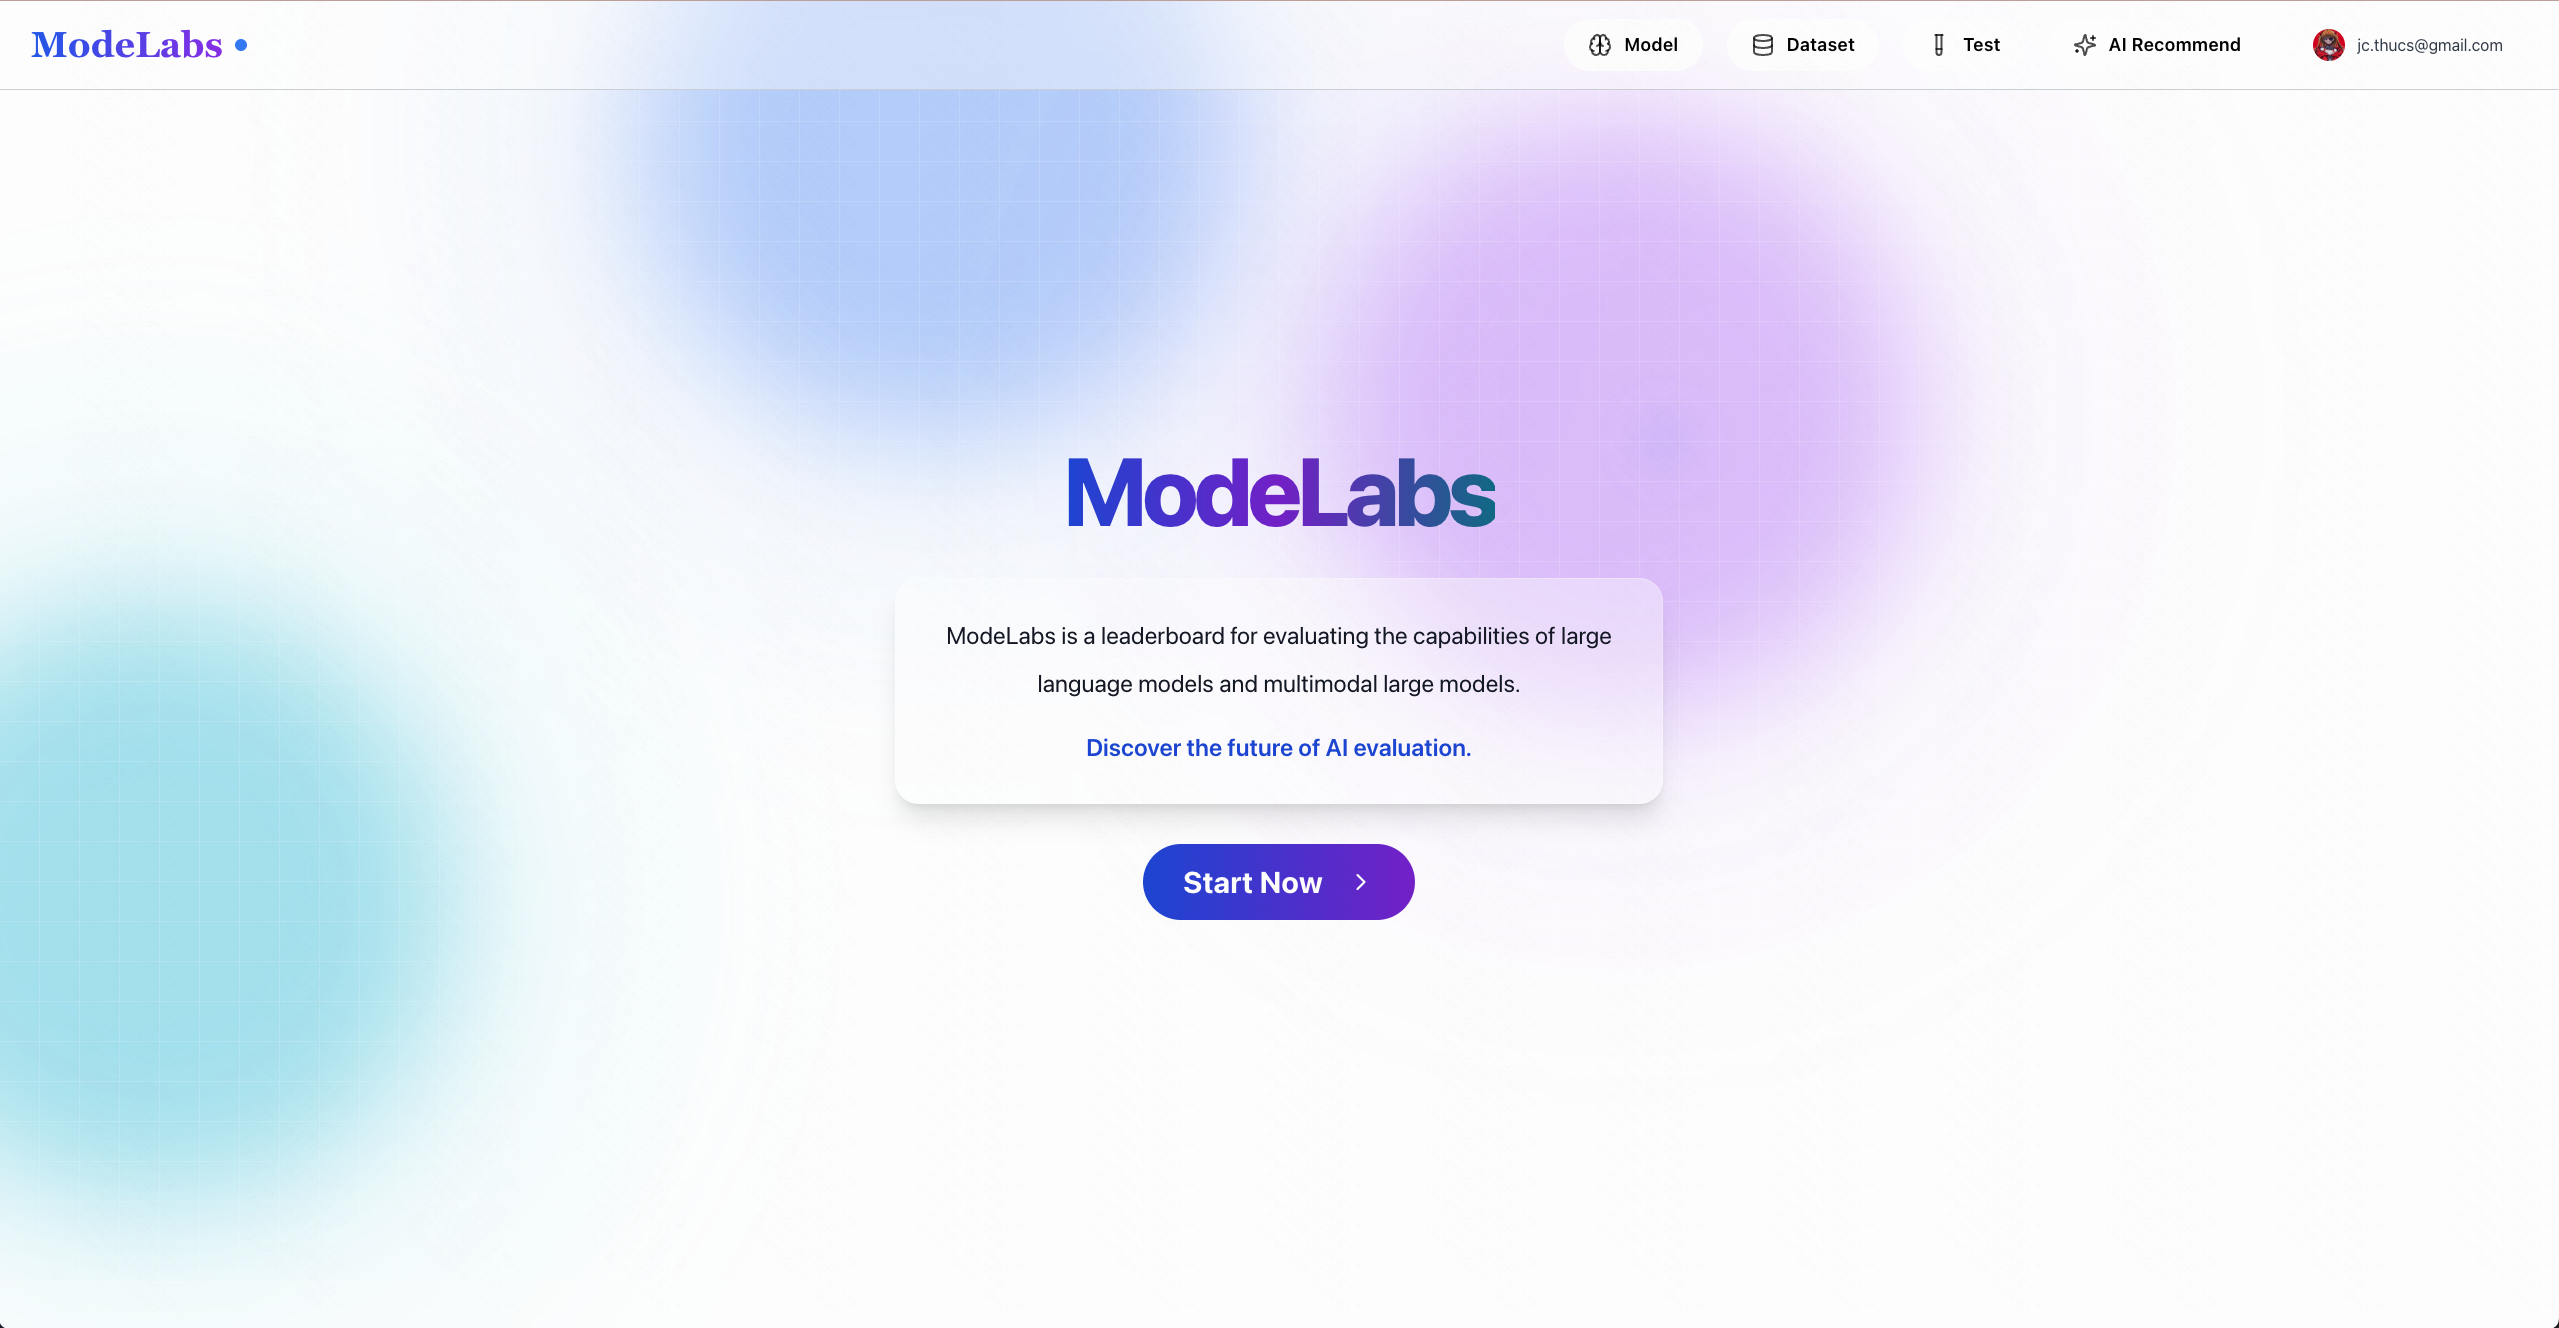 ModeLabs
Model
Dataset
Test
AI Recommend
jc.thucs@gmail.com
ModeLabs
ModeLabs is a leaderboard for evaluating the capabilities of large
language models and multimodal large models.
Discover the future of AI evaluation.
Start Now